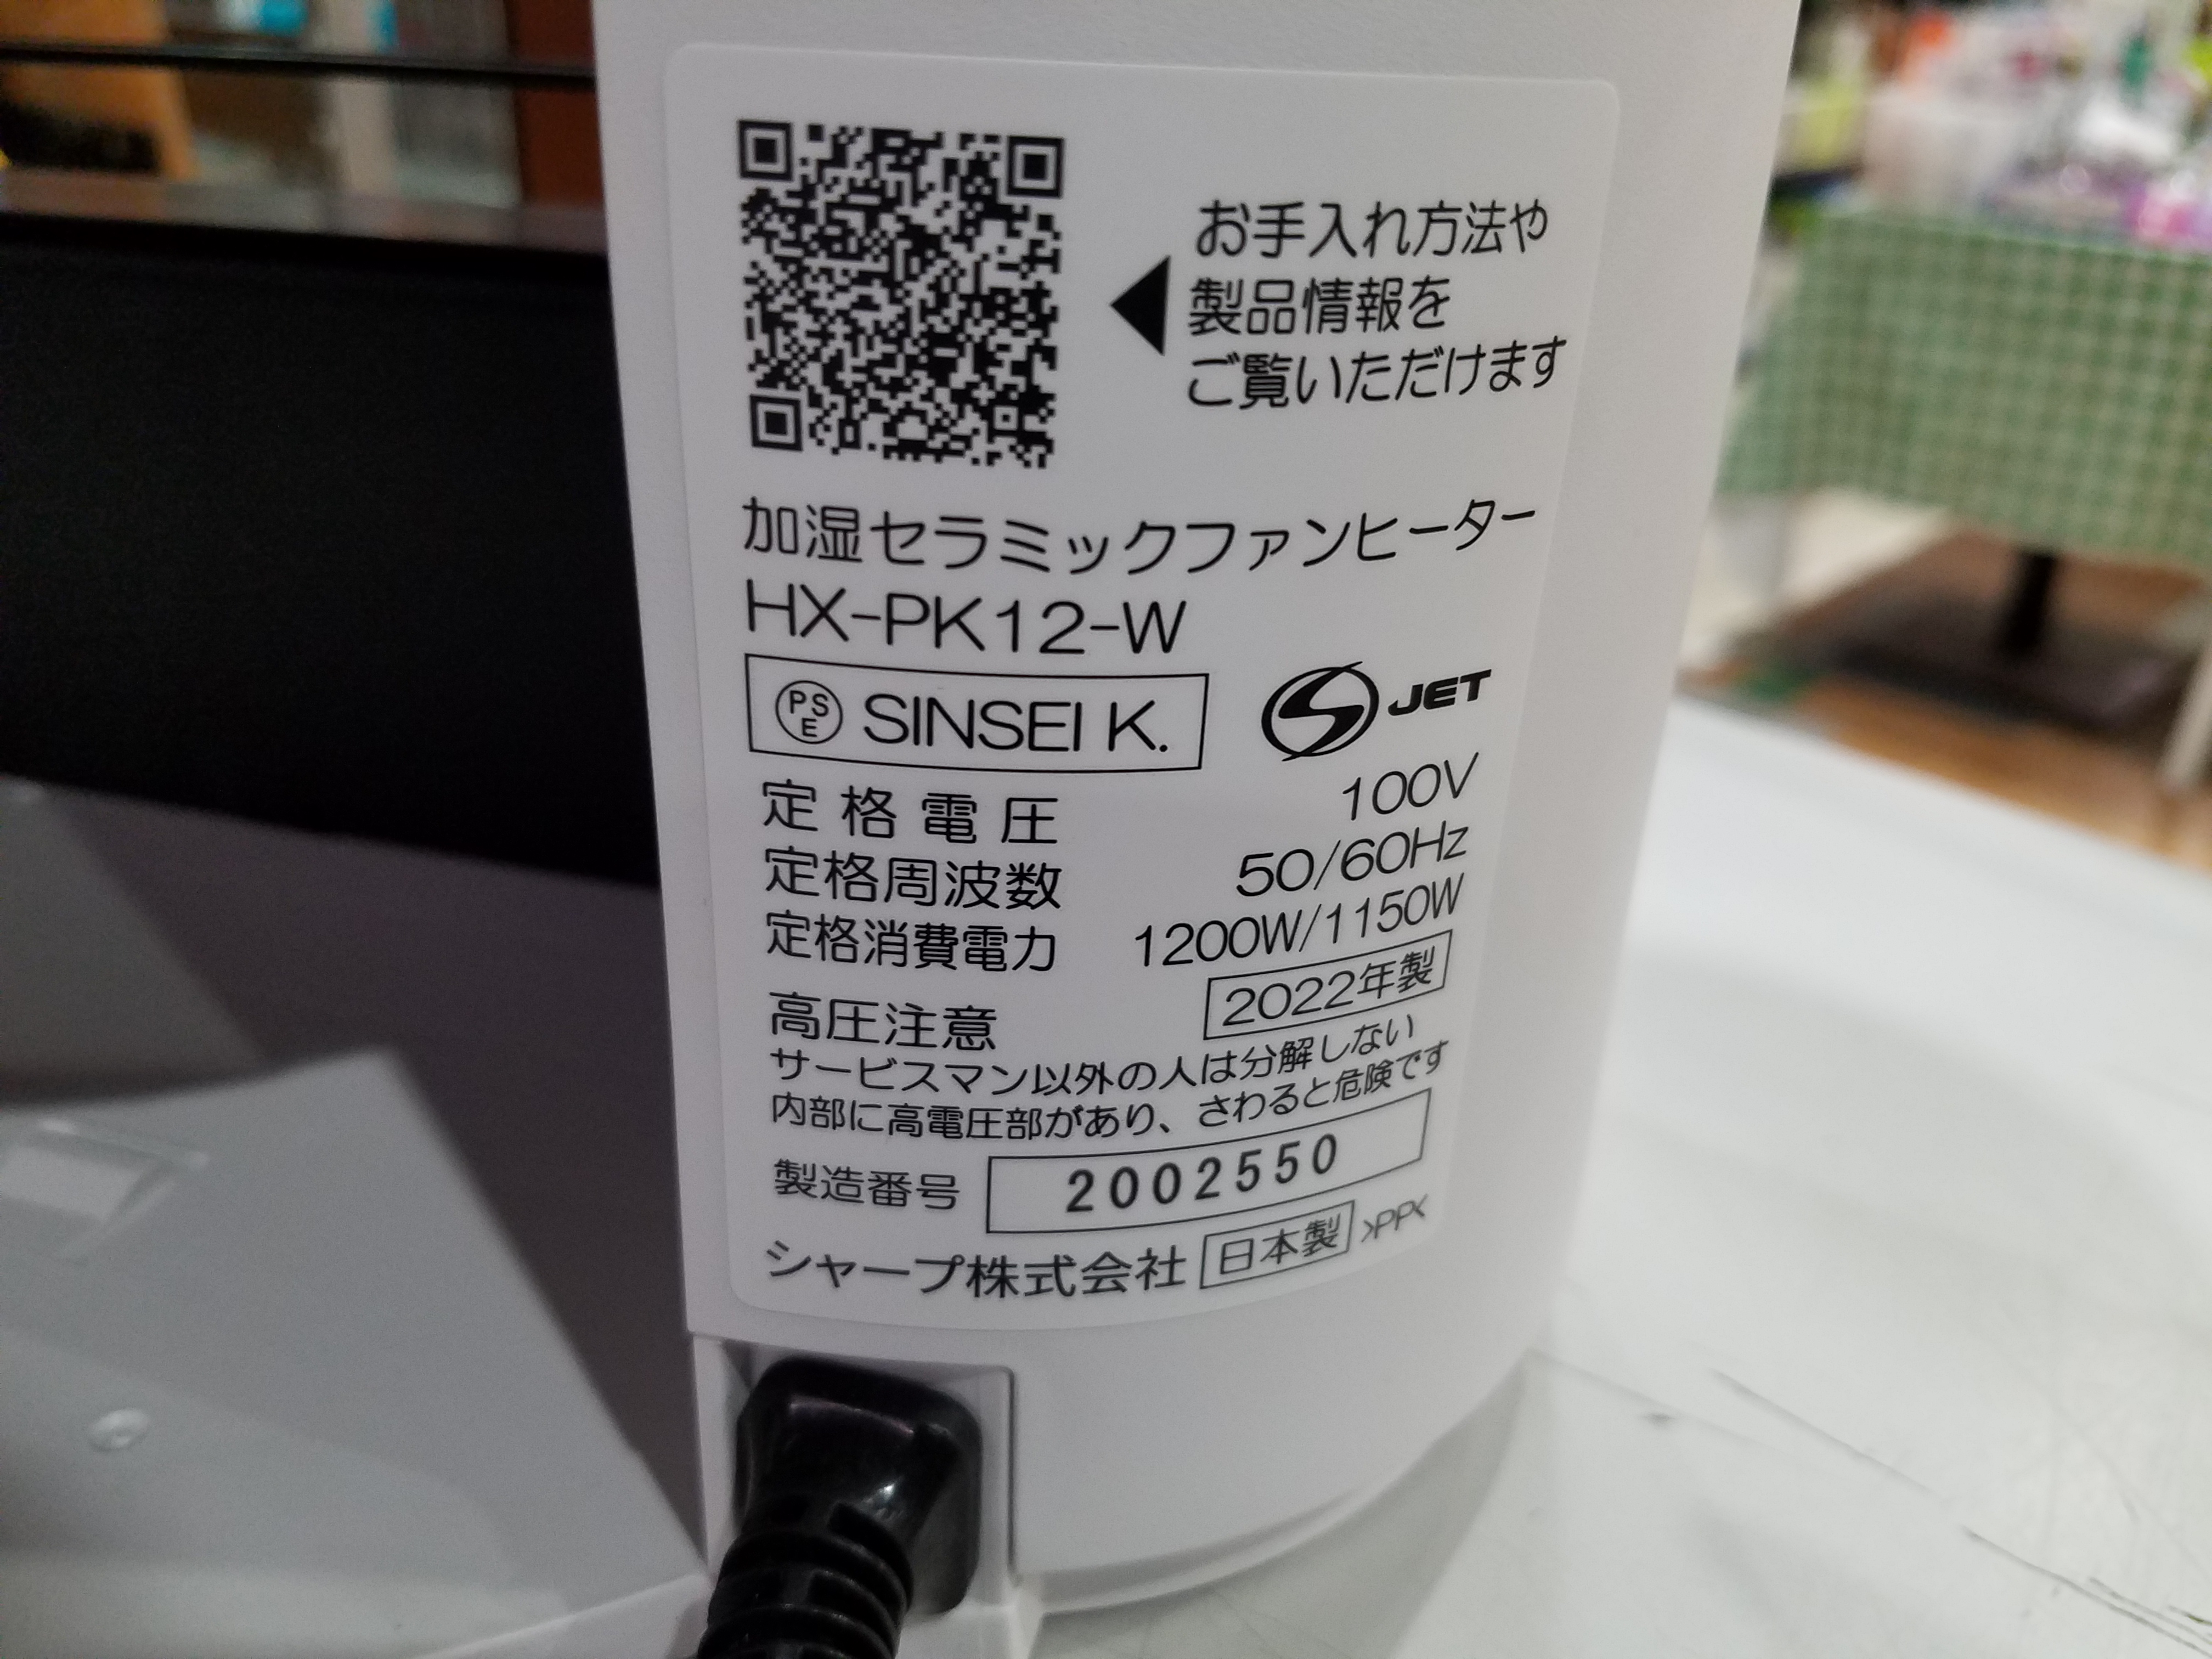 お手入れ方法や
製品情報を
ご覧いただけます
加湿セラミックファンヒーター
HX-PK12-W
PSE SINSEI K.
S JET
定格電圧 100V
定格周波数 50/60Hz
定格消費電力 1200W/1150W
2022年製
高圧注意
サービスマン以外の人は分解しない
内部に高電圧部があり、さわると危険です
製造番号 2002550
シャープ株式会社 日本製 >PP<